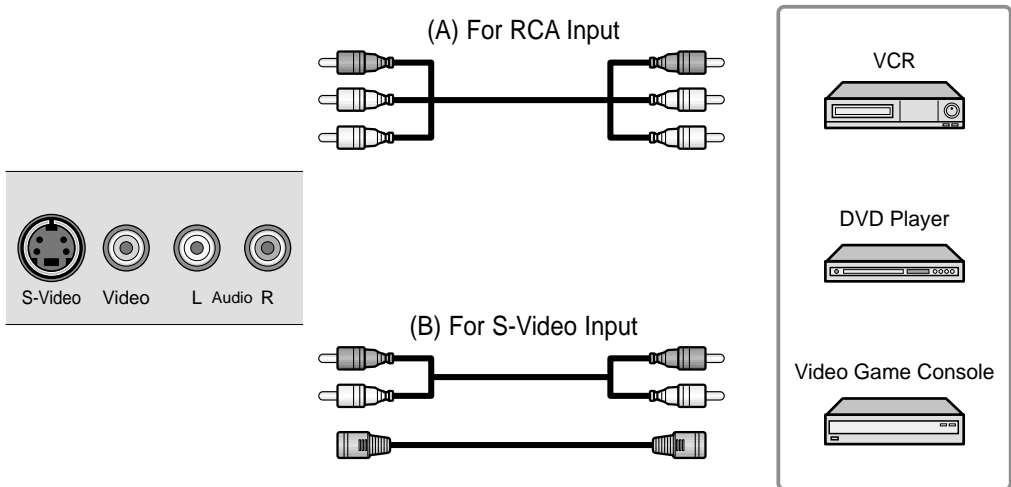 (A) For RCA Input
VCR
S-Video Video L Audio R
DVD Player
(B) For S-Video Input
Video Game Console